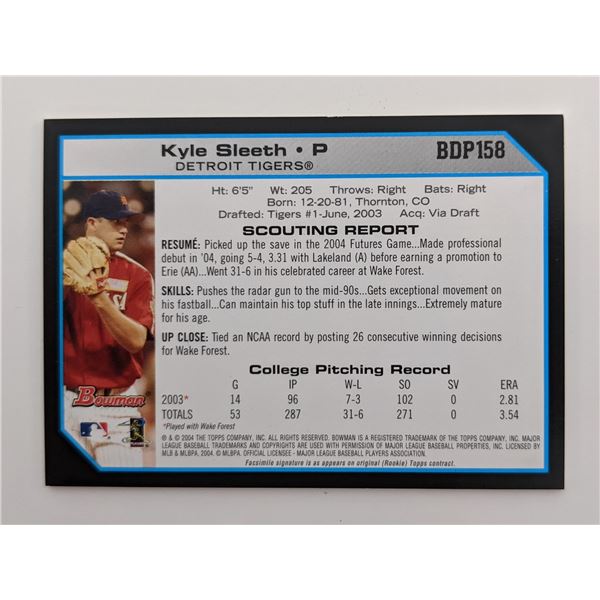 Kyle Sleeth • P
BDP158
DETROIT TIGERS®
Ht: 6'5" Wt: 205 Throws: Right Bats: Right
Born: 12-20-81, Thornton, CO
Drafted: Tigers #1-June, 2003 Acq: Via Draft
SCOUTING REPORT
RESUMÉ: Picked up the save in the 2004 Futures Game...Made professional
debut in '04, going 5-4, 3.31 with Lakeland (A) before earning a promotion to
Erie (AA)...Went 31-6 in his celebrated career at Wake Forest.
SKILLS: Pushes the radar gun to the mid-90s...Gets exceptional movement on
his fastball...Can maintain his top stuff in the late innings...Extremely mature
for his age.
UP CLOSE: Tied an NCAA record by posting 26 consecutive winning decisions
for Wake Forest.
College Pitching Record
G IP W-L SO SV ERA
2003* 14 96 7-3 102 0 2.81
TOTALS 53 287 31-6 271 0 3.54
*Played with Wake Forest
Bowman
® & © 2004 THE TOPPS COMPANY, INC. ALL RIGHTS RESERVED. BOWMAN IS A REGISTERED TRADEMARK OF THE TOPPS COMPANY, INC. MAJOR
LEAGUE BASEBALL TRADEMARKS AND COPYRIGHTS ARE USED WITH PERMISSION OF MAJOR LEAGUE BASEBALL PROPERTIES, INC. LICENSED BY
MLB & MLBPA, 2004. © MLBPA. OFFICIAL LICENSEE - MAJOR LEAGUE BASEBALL PLAYERS ASSOCIATION.
Facsimile signature is as appears on original (Rookie) Topps contract.